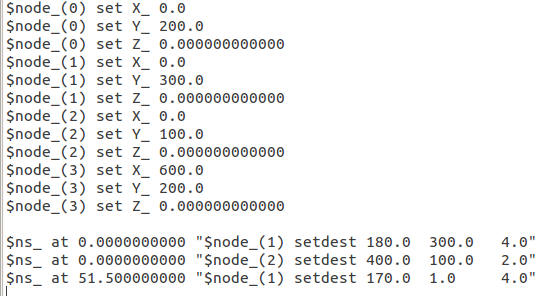 $node_(0) set X_ 0.0
$node_(0) set Y_ 200.0
$node_(0) set Z_ 0.000000000000
$node_(1) set X_ 0.0
$node_(1) set Y_ 300.0
$node_(1) set Z_ 0.000000000000
$node_(2) set X_ 0.0
$node_(2) set Y_ 100.0
$node_(2) set Z_ 0.000000000000
$node_(3) set X_ 600.0
$node_(3) set Y_ 200.0
$node_(3) set Z_ 0.000000000000

$ns_ at 0.0000000000 "$node_(1) setdest 180.0  300.0   4.0"
$ns_ at 0.0000000000 "$node_(2) setdest 400.0  100.0   2.0"
$ns_ at 51.500000000 "$node_(1) setdest 170.0  1.0     4.0"